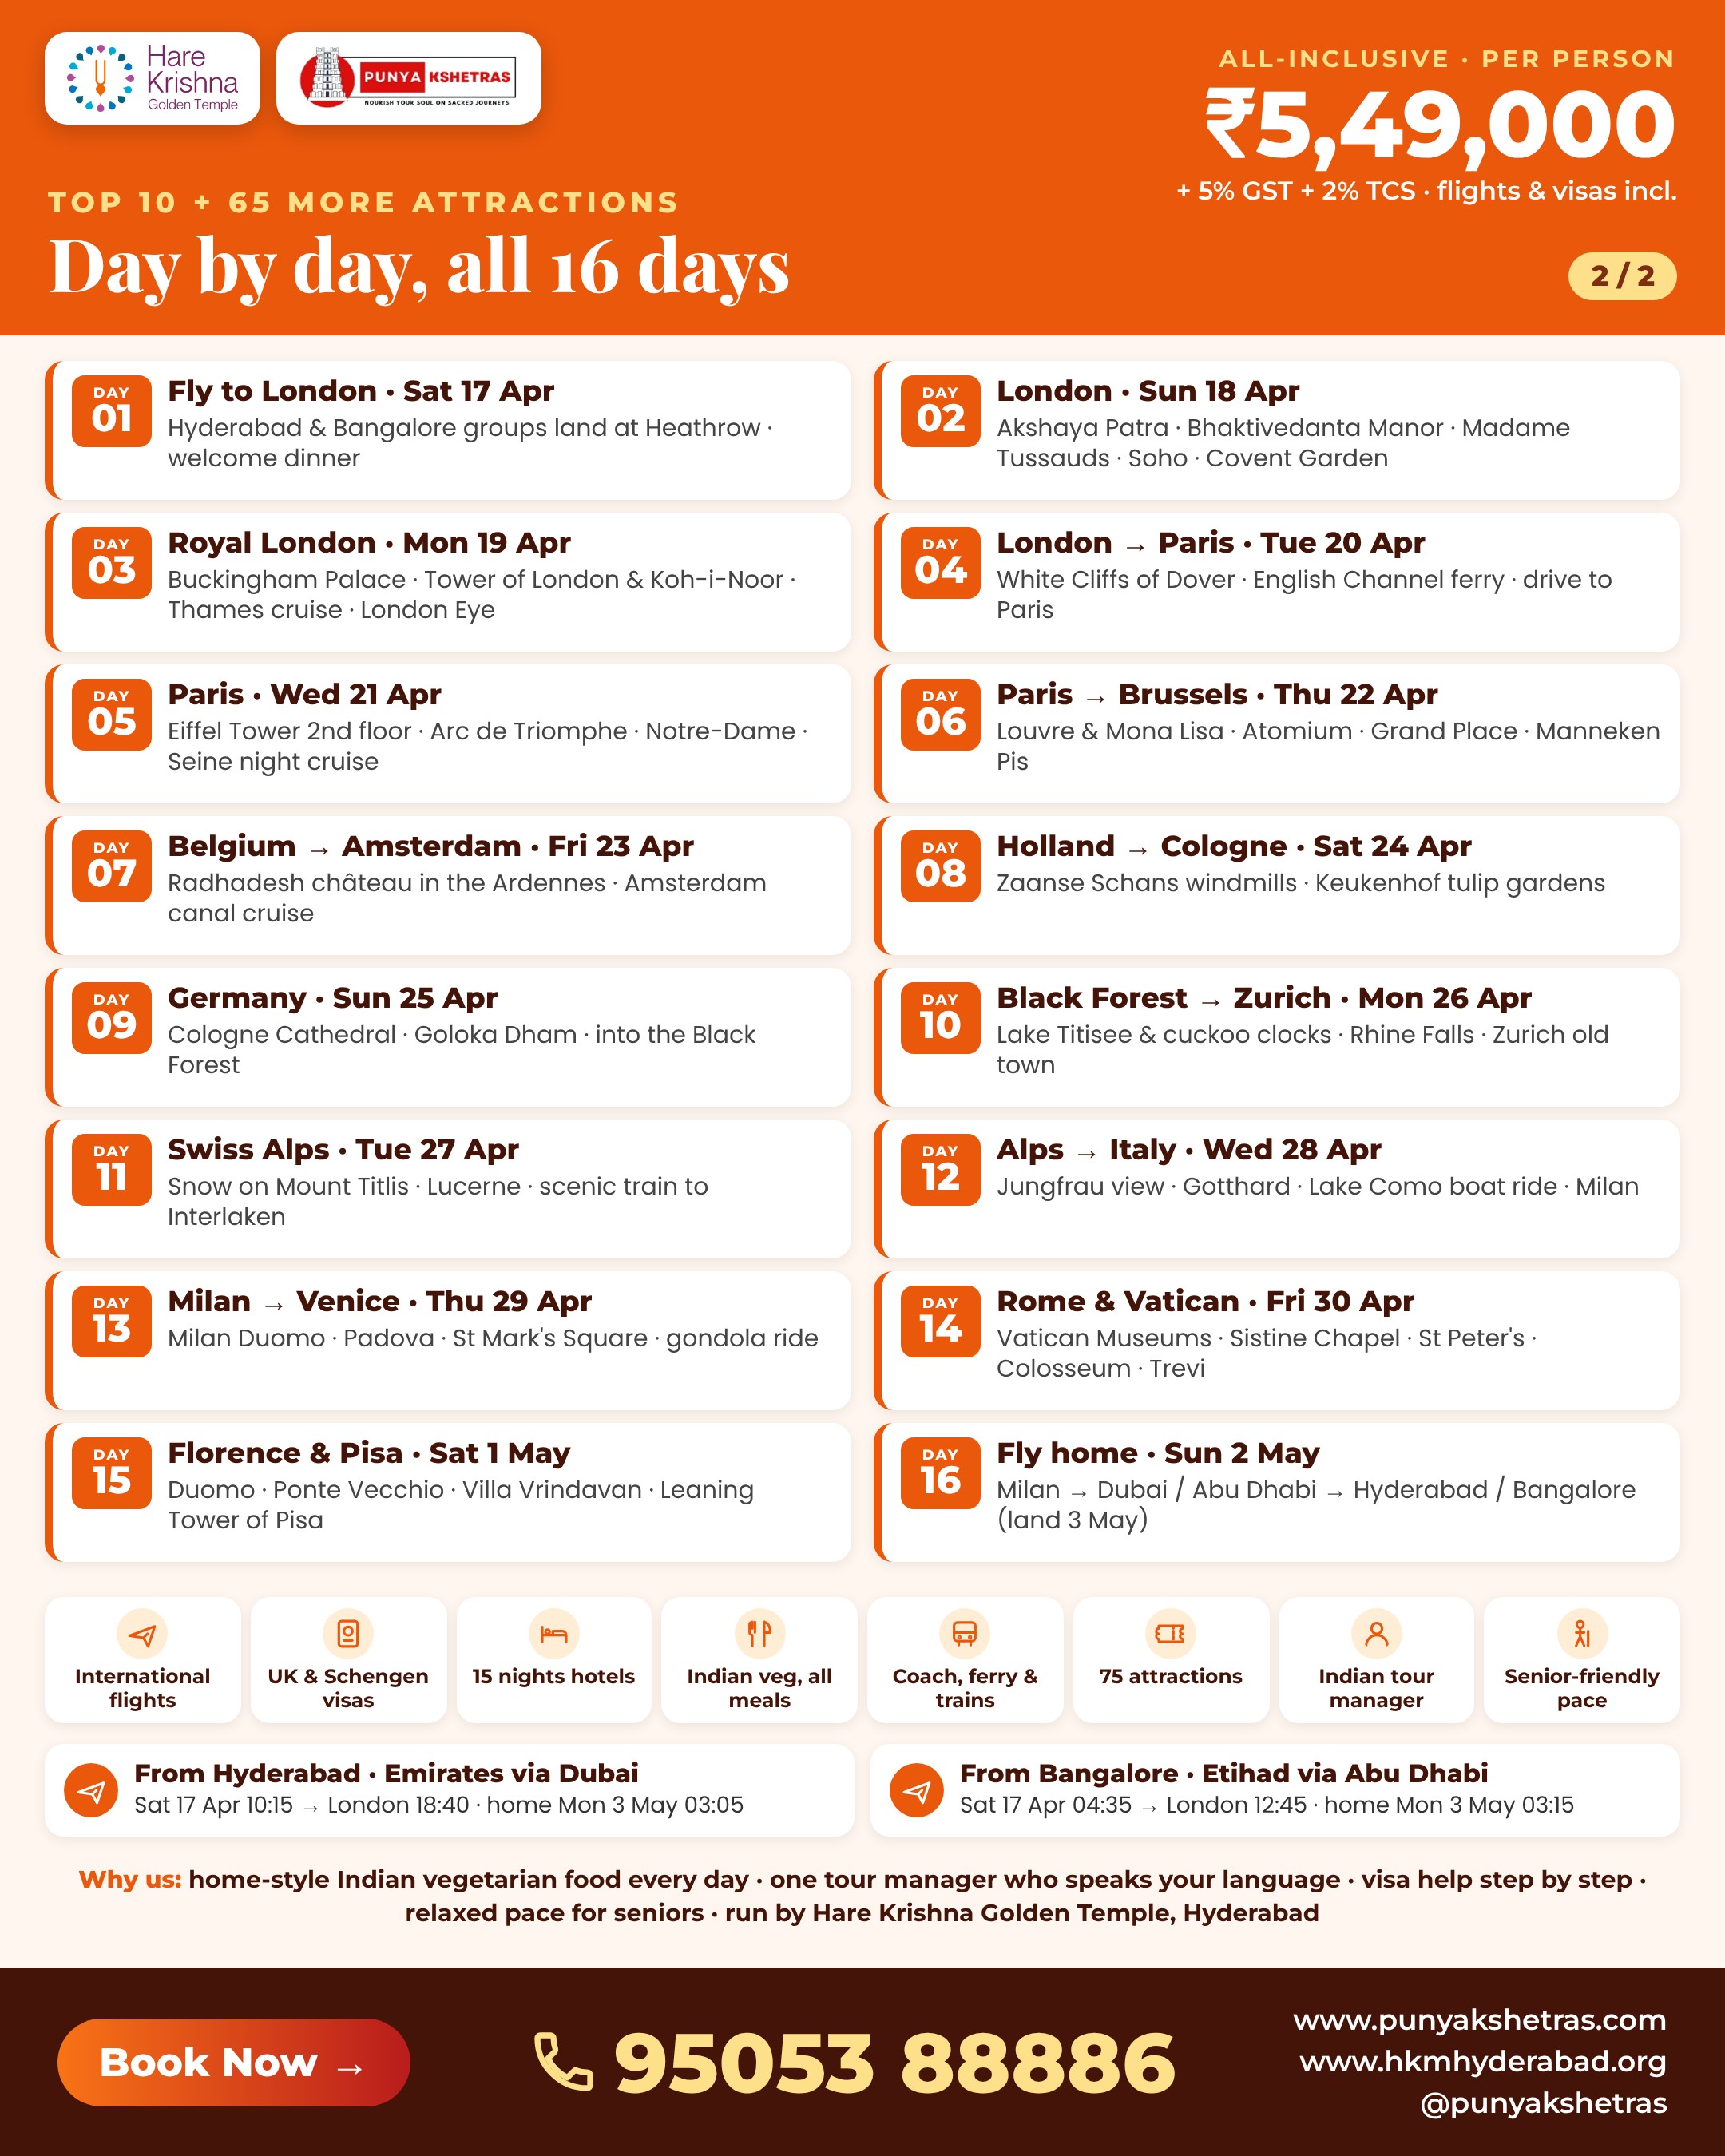 Hare
Krishna
Golden Temple
PUNYA KSHETRAS
NOURISH YOUR SOUL ON SACRED JOURNEYS
ALL-INCLUSIVE · PER PERSON
₹5,49,000
+ 5% GST + 2% TCS · flights & visas incl.
TOP 10 + 65 MORE ATTRACTIONS
Day by day, all 16 days
2 / 2
DAY
01
Fly to London · Sat 17 Apr
Hyderabad & Bangalore groups land at Heathrow ·
welcome dinner
DAY
02
London · Sun 18 Apr
Akshaya Patra · Bhaktivedanta Manor · Madame
Tussauds · Soho · Covent Garden
DAY
03
Royal London · Mon 19 Apr
Buckingham Palace · Tower of London & Koh-i-Noor ·
Thames cruise · London Eye
DAY
04
London → Paris · Tue 20 Apr
White Cliffs of Dover · English Channel ferry · drive to
Paris
DAY
05
Paris · Wed 21 Apr
Eiffel Tower 2nd floor · Arc de Triomphe · Notre-Dame ·
Seine night cruise
DAY
06
Paris → Brussels · Thu 22 Apr
Louvre & Mona Lisa · Atomium · Grand Place · Manneken
Pis
DAY
07
Belgium → Amsterdam · Fri 23 Apr
Radhadesh château in the Ardennes · Amsterdam
canal cruise
DAY
08
Holland → Cologne · Sat 24 Apr
Zaanse Schans windmills · Keukenhof tulip gardens
DAY
09
Germany · Sun 25 Apr
Cologne Cathedral · Goloka Dham · into the Black
Forest
DAY
10
Black Forest → Zurich · Mon 26 Apr
Lake Titisee & cuckoo clocks · Rhine Falls · Zurich old
town
DAY
11
Swiss Alps · Tue 27 Apr
Snow on Mount Titlis · Lucerne · scenic train to
Interlaken
DAY
12
Alps → Italy · Wed 28 Apr
Jungfrau view · Gotthard · Lake Como boat ride · Milan
DAY
13
Milan → Venice · Thu 29 Apr
Milan Duomo · Padova · St Mark's Square · gondola ride
DAY
14
Rome & Vatican · Fri 30 Apr
Vatican Museums · Sistine Chapel · St Peter's ·
Colosseum · Trevi
DAY
15
Florence & Pisa · Sat 1 May
Duomo · Ponte Vecchio · Villa Vrindavan · Leaning
Tower of Pisa
DAY
16
Fly home · Sun 2 May
Milan → Dubai / Abu Dhabi → Hyderabad / Bangalore
(land 3 May)
International
flights
UK & Schengen
visas
15 nights hotels
Indian veg, all
meals
Coach, ferry &
trains
75 attractions
Indian tour
manager
Senior-friendly
pace
From Hyderabad · Emirates via Dubai
Sat 17 Apr 10:15 → London 18:40 · home Mon 3 May 03:05
From Bangalore · Etihad via Abu Dhabi
Sat 17 Apr 04:35 → London 12:45 · home Mon 3 May 03:15
Why us: home-style Indian vegetarian food every day · one tour manager who speaks your language · visa help step by step ·
relaxed pace for seniors · run by Hare Krishna Golden Temple, Hyderabad
Book Now →
95053 88886
www.punyakshetras.com
www.hkmhyderabad.org
@punyakshetras